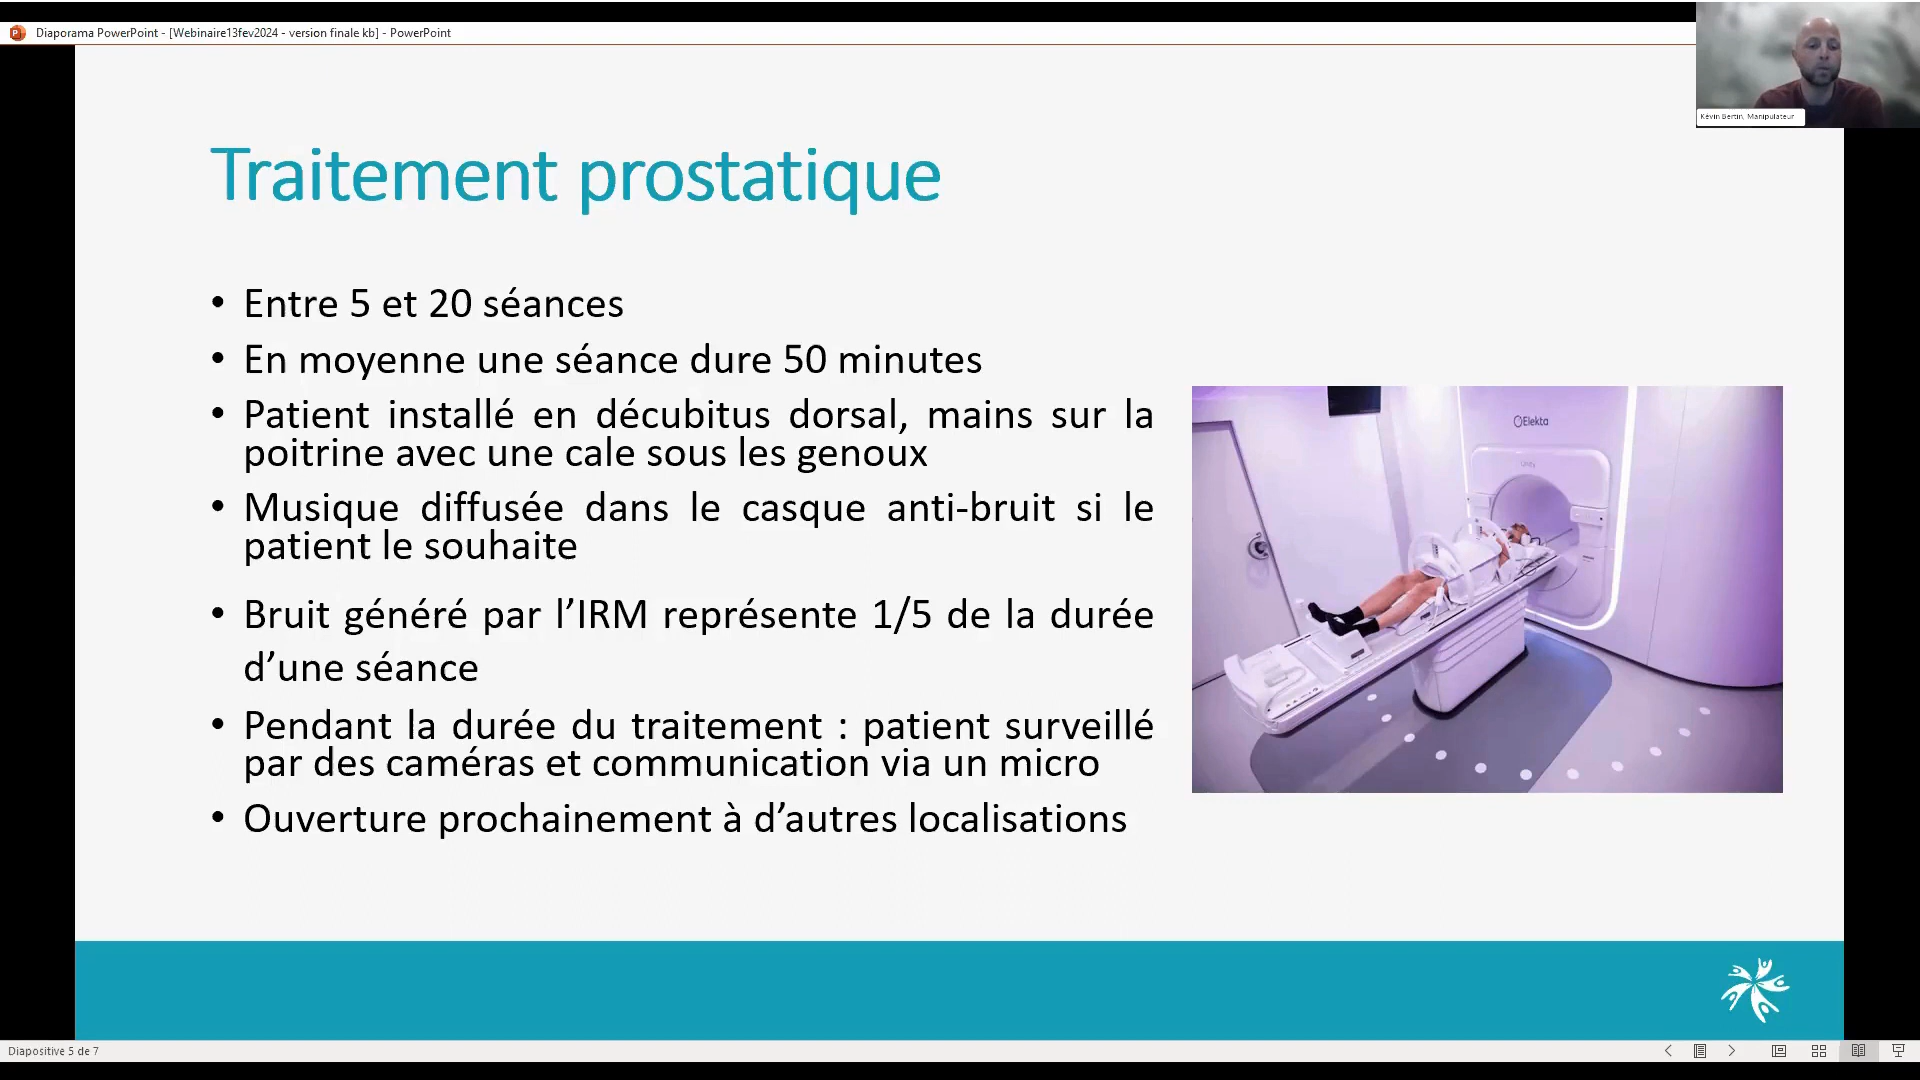 Diaporama PowerPoint - [Webinaire13fev2024 - version finale kb] - PowerPoint
Kévin Bertin, Manipulateur
Traitement prostatique
• Entre 5 et 20 séances
• En moyenne une séance dure 50 minutes
• Patient installé en décubitus dorsal, mains sur la
poitrine avec une cale sous les genoux
• Musique diffusée dans le casque anti-bruit si le
patient le souhaite
• Bruit généré par l’IRM représente 1/5 de la durée
d’une séance
• Pendant la durée du traitement : patient surveillé
par des caméras et communication via un micro
• Ouverture prochainement à d’autres localisations
Elekta
Unity
Diapositive 5 de 7